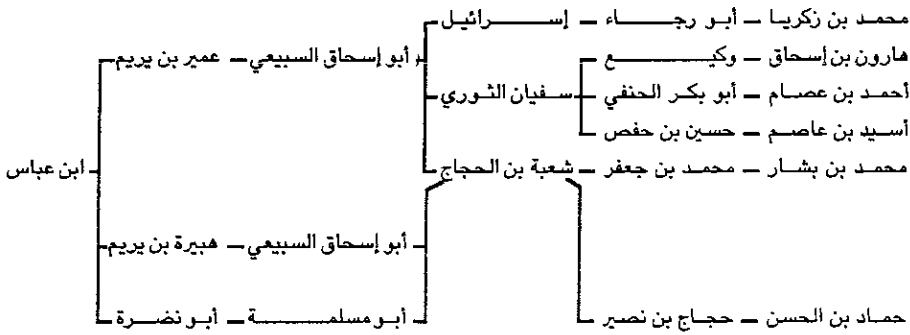 محمد بن زكريا – أبو رجاء – إسرائيل
هارون بن إسحاق – وكيع
أبو إسحاق السبيعي – عمير بن يريم
أحمد بن عصام – أبو بكر الحنفي – سفيان الثوري
أسيد بن عاصم – حسين بن حفص
محمد بن بشار – محمد بن جعفر – شعبة بن الحجاج
ابن عباس
أبو إسحاق السبيعي – هبيرة بن يريم
حماد بن الحسن – حجاج بن نصير
أبو مسلمة – أبو نضرة